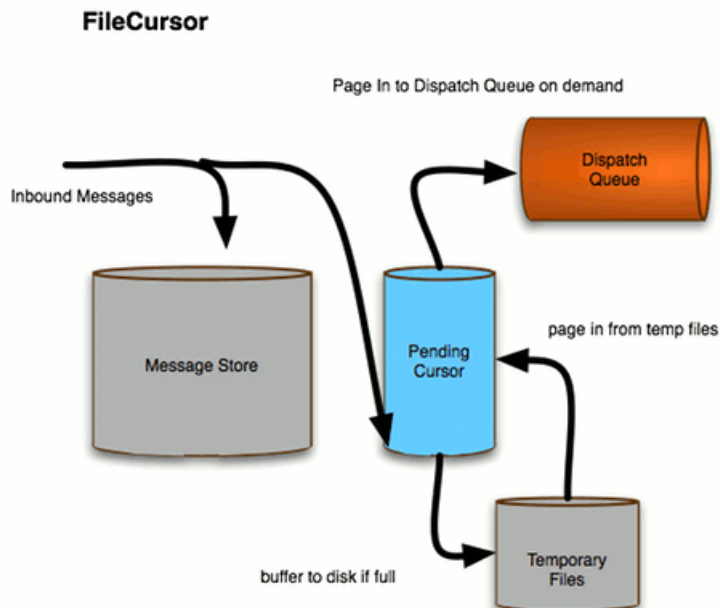 FileCursor
Page In to Dispatch Queue on demand
Dispatch
Queue
Inbound Messages
page in from temp files
Message Store
Pending
Cursor
Temporary
Files
buffer to disk if full